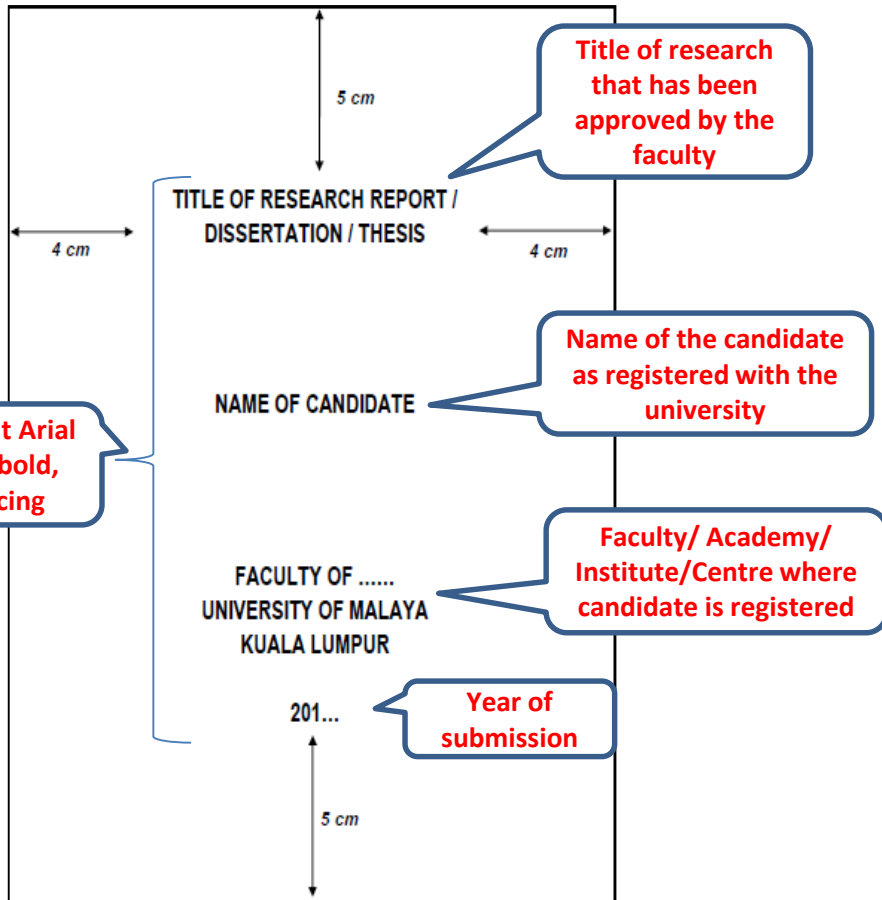 5 cm
Title of research
that has been
approved by the
faculty
TITLE OF RESEARCH REPORT /
DISSERTATION / THESIS
4 cm
4 cm
Name of the candidate
as registered with the
university
NAME OF CANDIDATE
t Arial
bold,
cing
Faculty/ Academy/
Institute/Centre where
candidate is registered
FACULTY OF ......
UNIVERSITY OF MALAYA
KUALA LUMPUR
Year of
submission
201...
5 cm